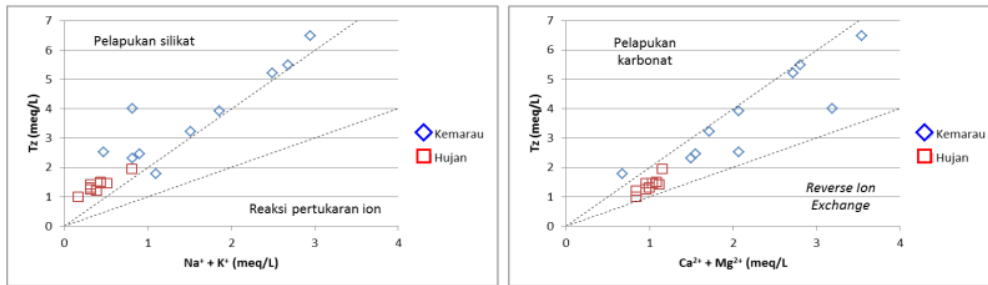 7
6
5
4
3
2
1
0
Tz (meq/L)
Pelapukan silikat
Reaksi pertukaran ion
0 1 2 3 4
Na⁺ + K⁺ (meq/L)
Kemarau
Hujan
7
6
5
4
3
2
1
0
Tz (meq/L)
Pelapukan
karbonat
Reverse Ion
Exchange
0 1 2 3 4
Ca²⁺ + Mg²⁺ (meq/L
Kemarau
Hujan